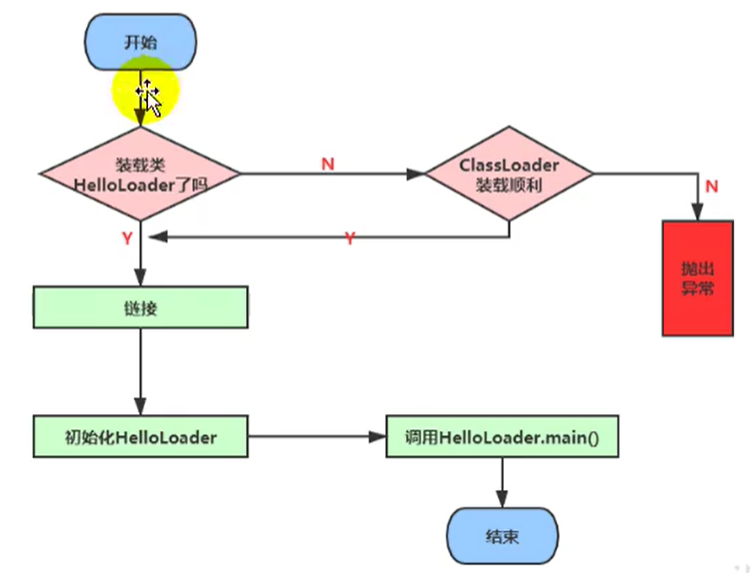 开始
装载类
HelloLoader了吗
N
ClassLoader
装载顺利
N
Y
Y
抛出
异常
链接
初始化HelloLoader
调用HelloLoader.main()
结束